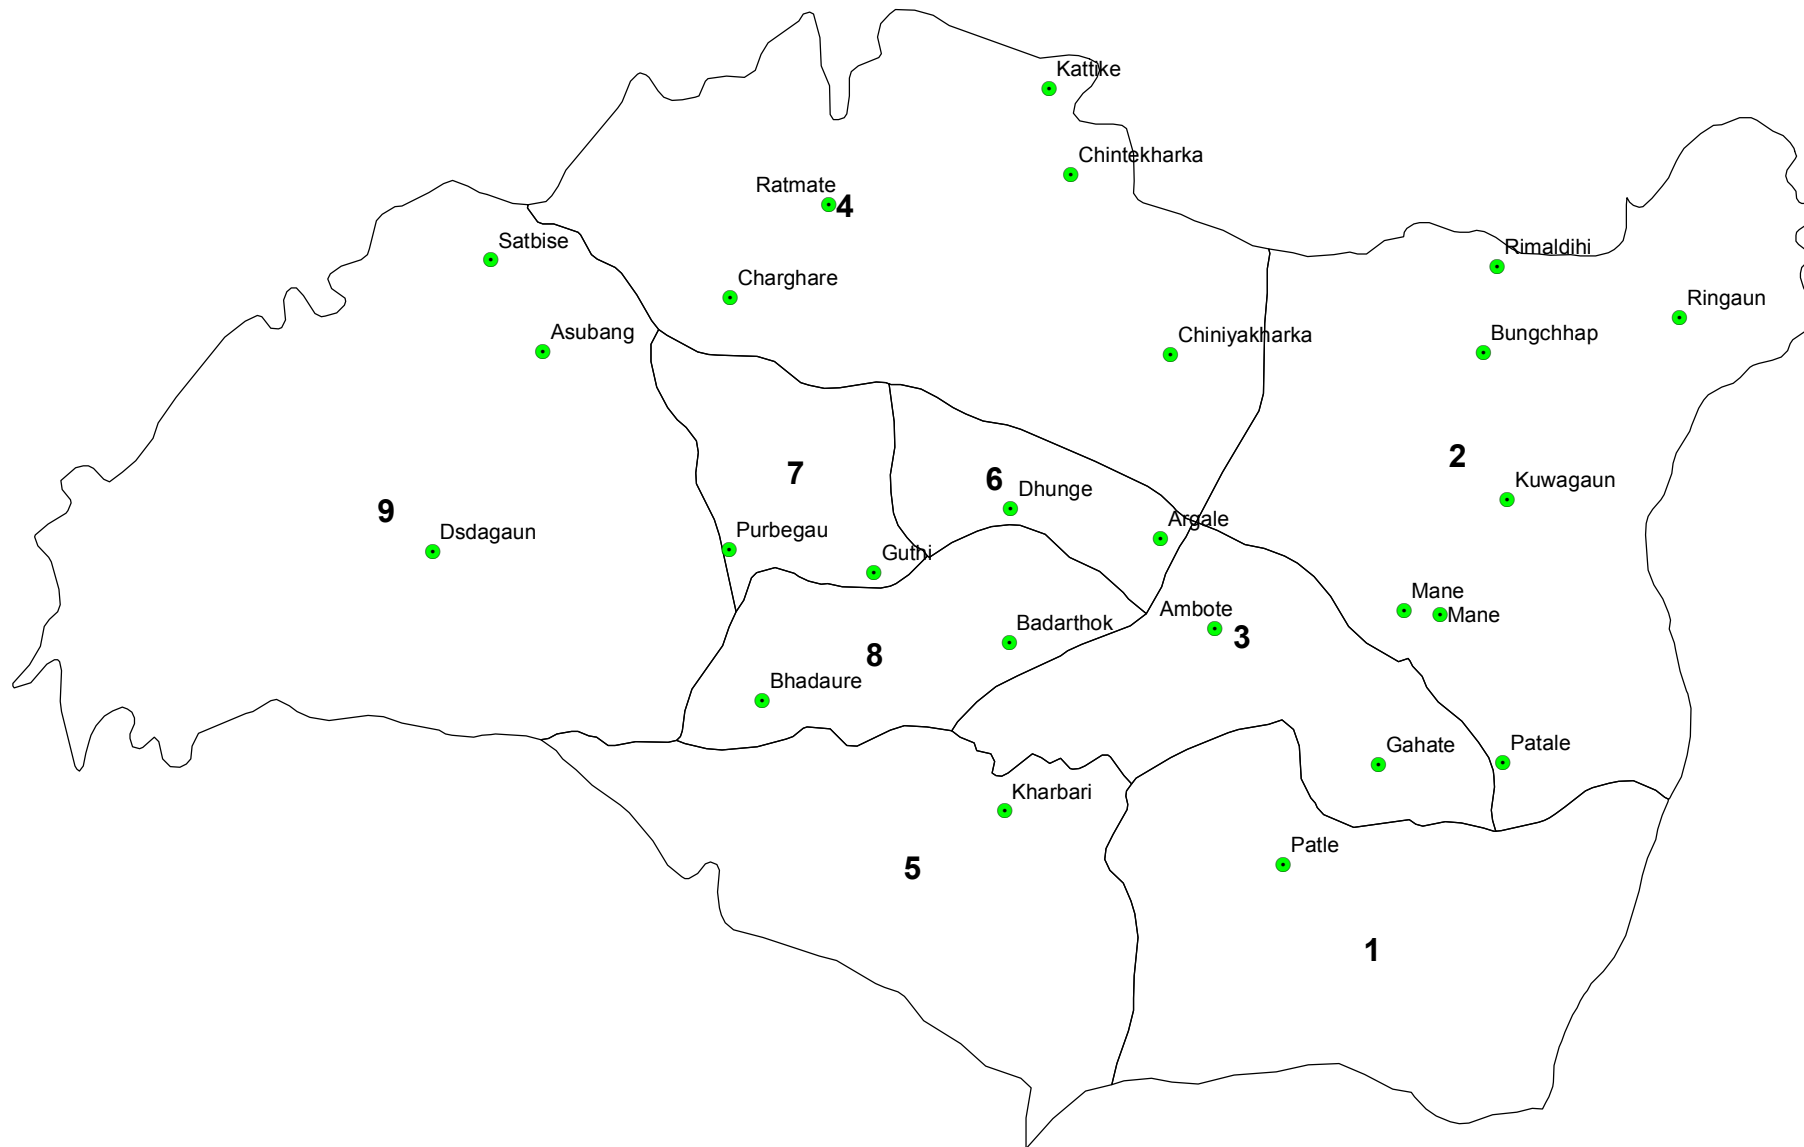 Kattike
Chintekharka
Ratmate
4
Satbise
Rimaldihi
Charghare
Ringaun
Asubang
Chiniyakharka
Bungchhap
2
7
6
Dhunge
Kuwagaun
9
Dsdagaun
Purbegau
Guthi
Argale
Mane
Mane
Ambote
3
Badarthok
8
Bhadaure
Gahate
Patale
Kharbari
Patle
5
1